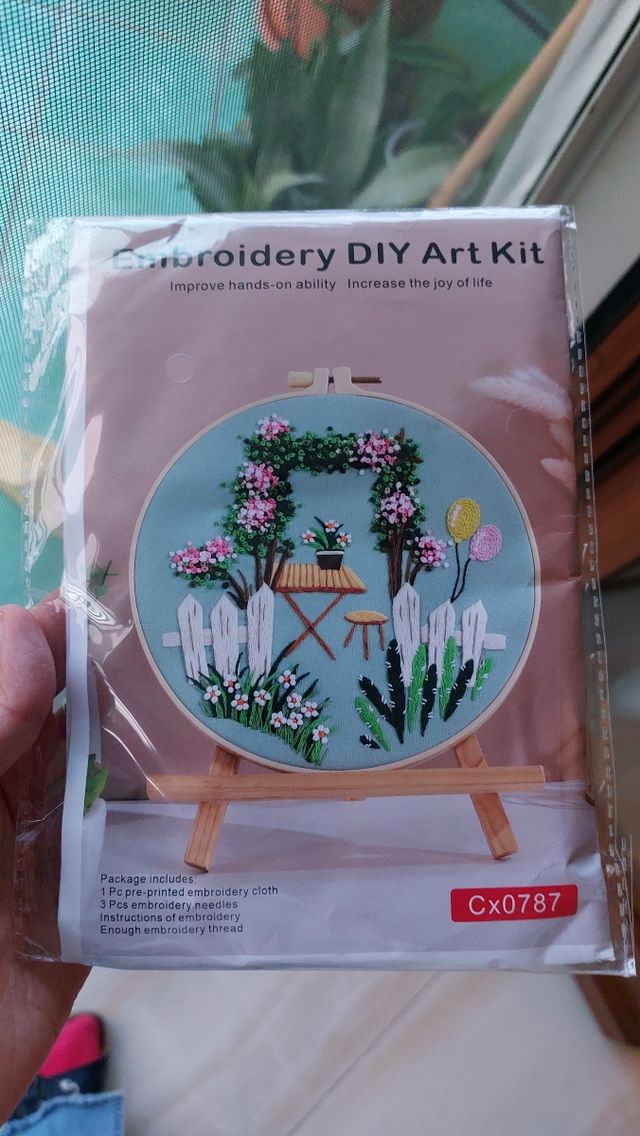 Embroidery DIY Art Kit
Improve hands-on ability Increase the joy of life
Package includes:
1 Pc pre-printed embroidery cloth
3 Pcs embroidery needles
Instructions of embroidery
Enough embroidery thread
Cx0787